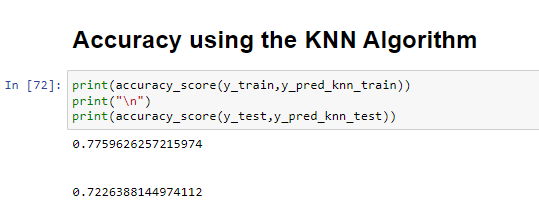 Accuracy using the KNN Algorithm
In [72]: print(accuracy_score(y_train,y_pred_knn_train))
print("\n")
print(accuracy_score(y_test,y_pred_knn_test))
0.7759626257215974
0.7226388144974112